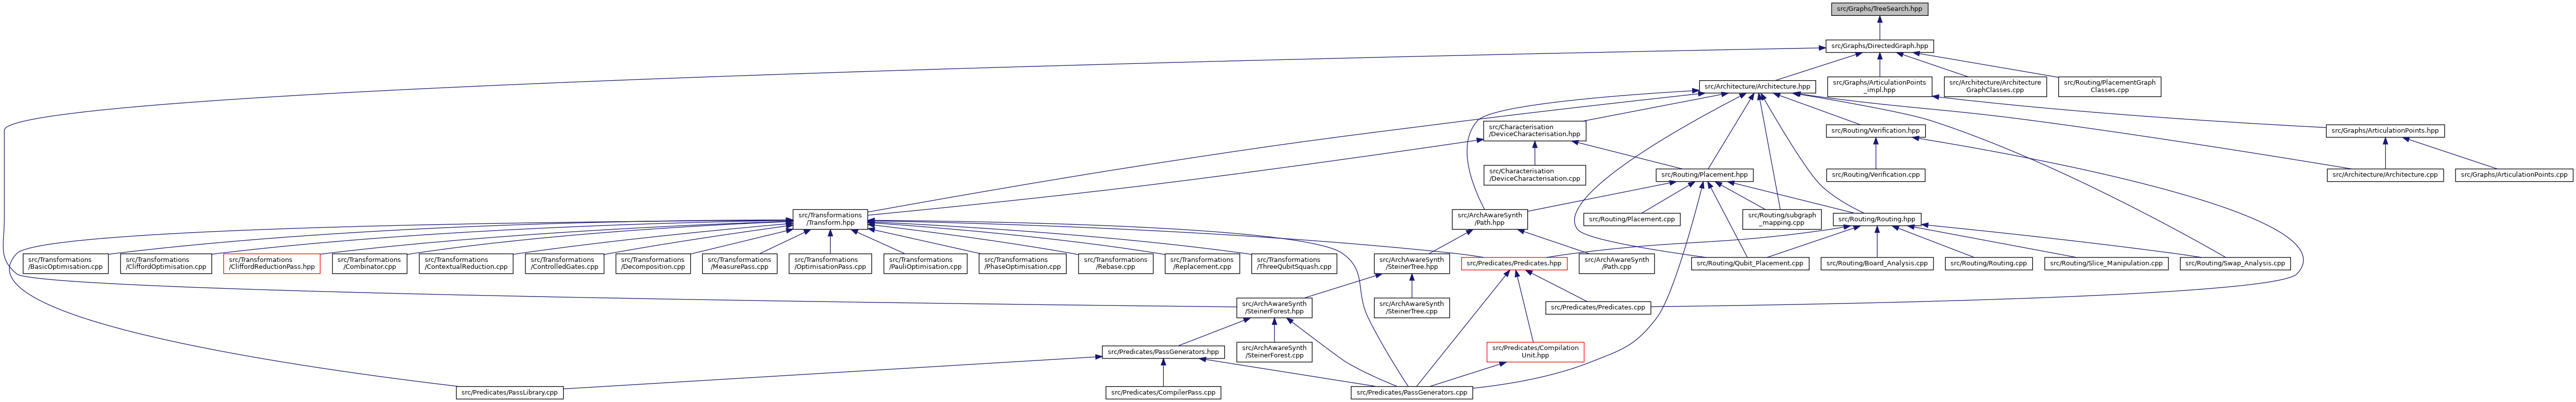 src/Graphs/TreeSearch.hpp
src/Graphs/DirectedGraph.hpp
src/Architecture/Architecture.hpp
src/Graphs/ArticulationPoints
_impl.hpp
src/Architecture/Architecture
GraphClasses.cpp
src/Routing/PlacementGraph
Classes.cpp
src/Characterisation
/DeviceCharacterisation.hpp
src/Routing/Verification.hpp
src/Graphs/ArticulationPoints.hpp
src/Characterisation
/DeviceCharacterisation.cpp
src/Routing/Placement.hpp
src/Routing/Verification.cpp
src/Architecture/Architecture.cpp
src/Graphs/ArticulationPoints.cpp
src/Transformations
/Transform.hpp
src/ArchAwareSynth
/Path.hpp
src/Routing/Placement.cpp
src/Routing/subgraph
_mapping.cpp
src/Routing/Routing.hpp
src/Transformations
/BasicOptimisation.cpp
src/Transformations
/CliffordOptimisation.cpp
src/Transformations
/CliffordReductionPass.hpp
src/Transformations
/Combinator.cpp
src/Transformations
/ContextualReduction.cpp
src/Transformations
/ControlledGates.cpp
src/Transformations
/Decomposition.cpp
src/Transformations
/MeasurePass.cpp
src/Transformations
/OptimisationPass.cpp
src/Transformations
/PauliOptimisation.cpp
src/Transformations
/PhaseOptimisation.cpp
src/Transformations
/Rebase.cpp
src/Transformations
/Replacement.cpp
src/Transformations
/ThreeQubitSquash.cpp
src/ArchAwareSynth
/SteinerTree.hpp
src/Predicates/Predicates.hpp
src/ArchAwareSynth
/Path.cpp
src/Routing/Qubit_Placement.cpp
src/Routing/Board_Analysis.cpp
src/Routing/Routing.cpp
src/Routing/Slice_Manipulation.cpp
src/Routing/Swap_Analysis.cpp
src/ArchAwareSynth
/SteinerForest.hpp
src/ArchAwareSynth
/SteinerTree.cpp
src/Predicates/Predicates.cpp
src/Predicates/PassGenerators.hpp
src/ArchAwareSynth
/SteinerForest.cpp
src/Predicates/Compilation
Unit.hpp
src/Predicates/PassLibrary.cpp
src/Predicates/CompilerPass.cpp
src/Predicates/PassGenerators.cpp